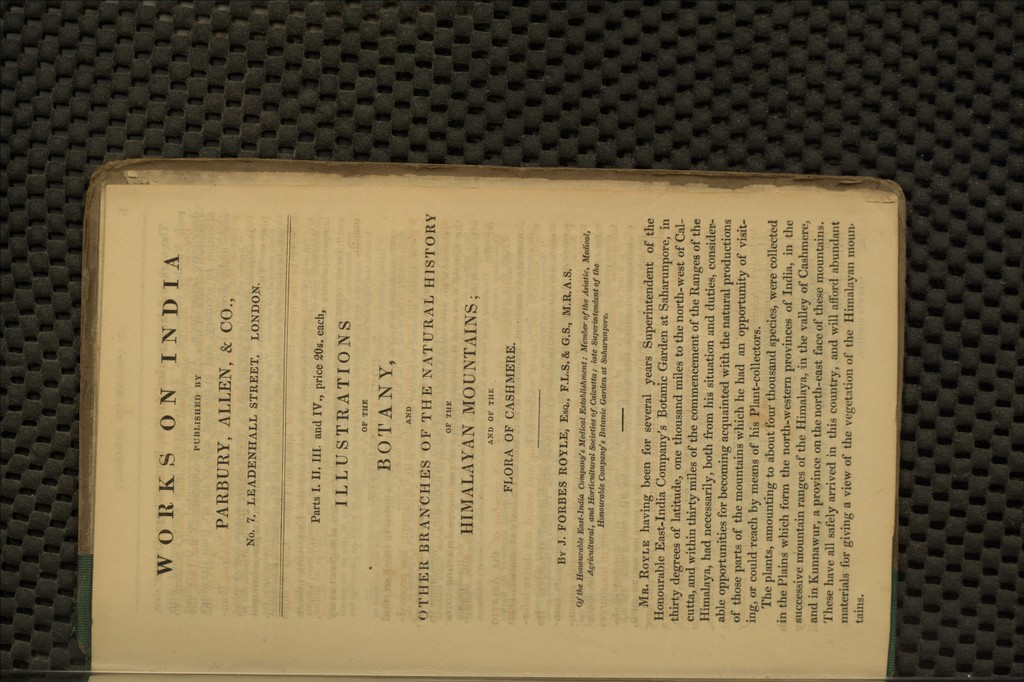 WORKS ON INDIA
PUBLISHED BY
PARBURY, ALLEN, & CO.,
No. 7, LEADENHALL STREET, LONDON.
Parts I. II. III. and IV., price 20s. each,
ILLUSTRATIONS
OF THE
BOTANY,
AND
OTHER BRANCHES OF THE NATURAL HISTORY
OF THE
HIMALAYAN MOUNTAINS;
AND OF THE
FLORA OF CASHMERE.
By J. FORBES ROYLE, Esq., F.L.S. & G.S., M.R.A.S.
Of the Honourable East-India Company's Medical Establishment; Member of the Asiatic, Medical,
Agricultural, and Horticultural Societies of Calcutta; late Superintendent of the
Honourable Company's Botanic Garden at Saharunpore.
Mr. Royle having been for several years Superintendent of the
Honourable East-India Company's Botanic Garden at Saharunpore, in
thirty degrees of latitude, one thousand miles to the north-west of Cal-
cutta, and within thirty miles of the commencement of the Ranges of the
Himalaya, had necessarily, both from his situation and duties, consider-
able opportunities for becoming acquainted with the natural productions
of those parts of the mountains which he had an opportunity of visit-
ing, or could reach by means of his Plant-collectors.
The plants, amounting to about four thousand species, were collected
in the Plains which form the north-western provinces of India, in the
successive mountain ranges of the Himalaya, in the valley of Cashmere,
and in Kunnawur, a province on the north-east face of these mountains.
These have all safely arrived in this country, and will afford abundant
materials for giving a view of the vegetation of the Himalayan moun-
tains.